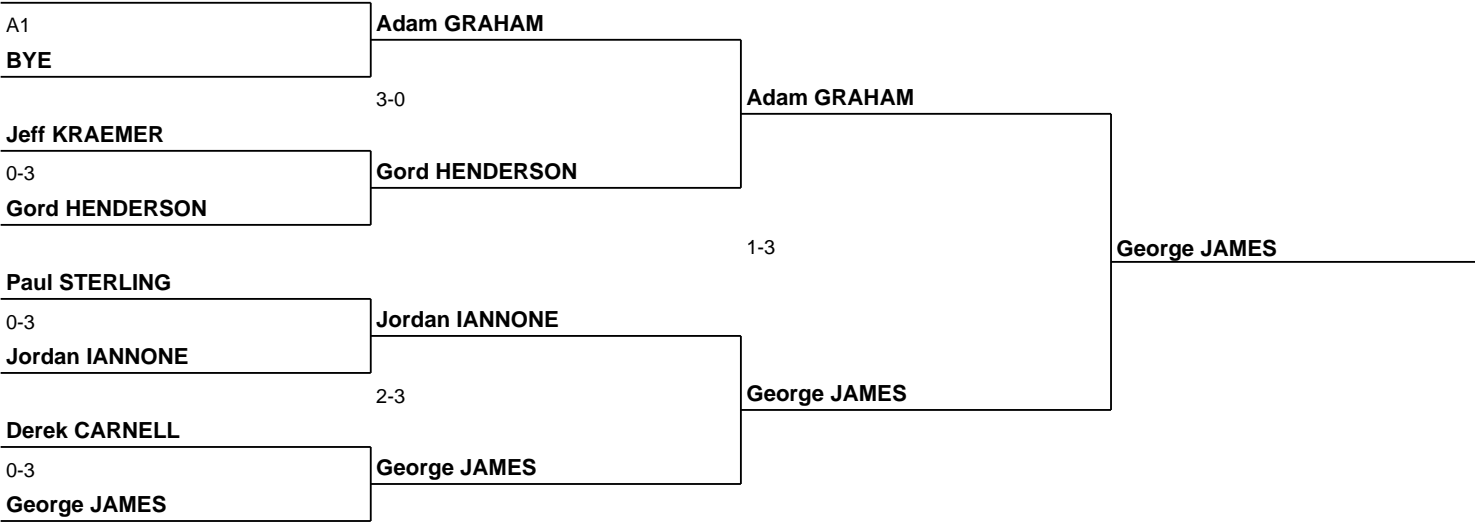 A1
BYE
Adam GRAHAM
3-0
Jeff KRAEMER
0-3
Gord HENDERSON
Gord HENDERSON
Adam GRAHAM
1-3
Paul STERLING
0-3
Jordan IANNONE
Jordan IANNONE
2-3
Derek CARNELL
0-3
George JAMES
George JAMES
George JAMES
George JAMES